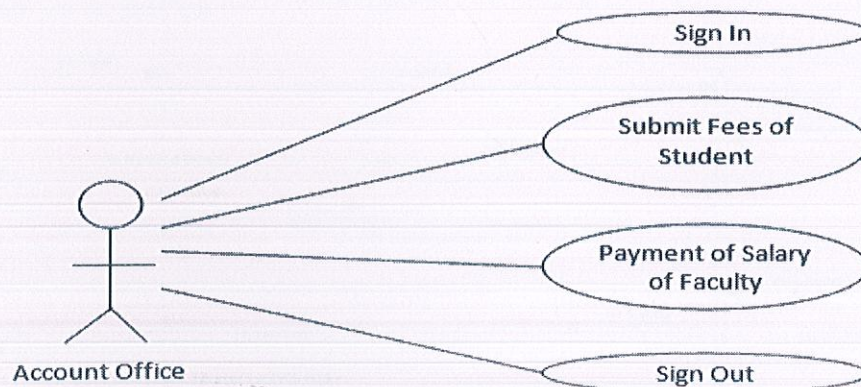 Sign In
Submit Fees of
Student
Payment of Salary
of Faculty
Account Office
Sign Out